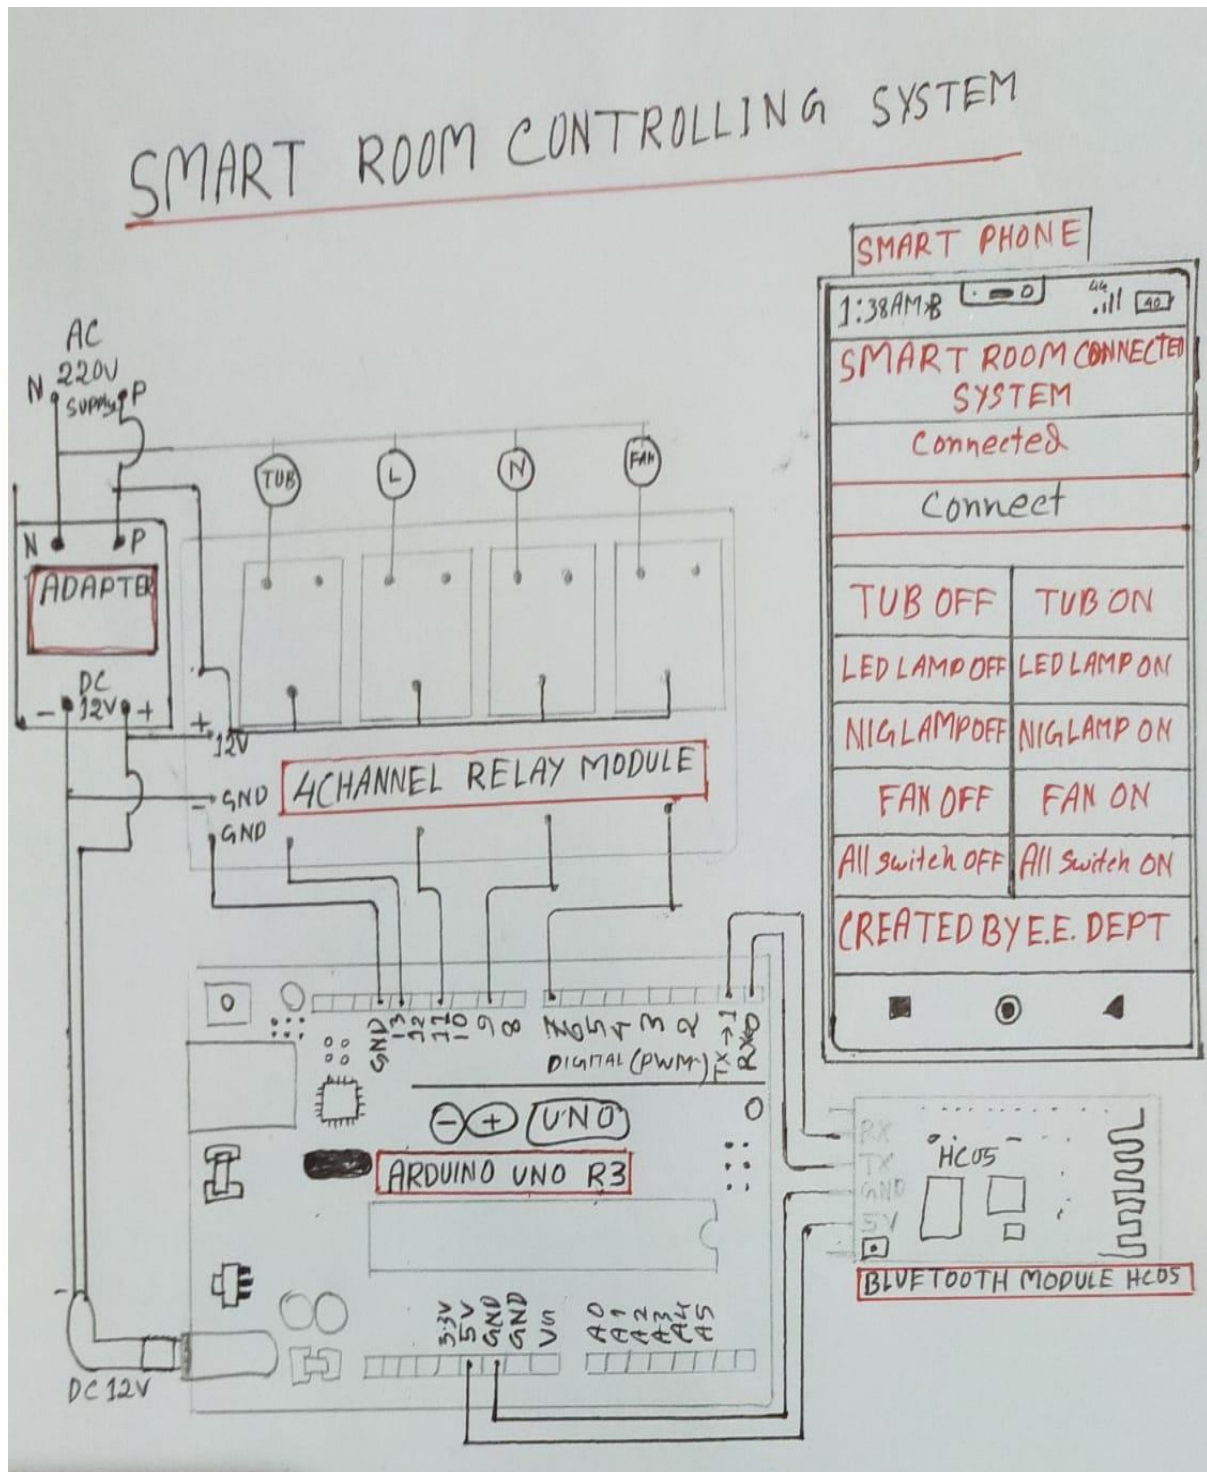 SMART ROOM CONTROLLING SYSTEM
SMART PHONE
1:38AM
4G
40
SMART ROOM CONNECTED
SYSTEM
Connected
Connect
TUB OFF TUB ON
LED LAMP OFF LED LAMP ON
NIGLAMPOFF NIGLAMP ON
FAN OFF FAN ON
All switch OFF All Switch ON
CREATED BY E.E. DEPT
AC
220V
N SUPPLY P
TUB L N FAN
N P
ADAPTER
DC
- 12V +
+
12V
4CHANNEL RELAY MODULE
- GND
GND
GND 13 12 11 10 9 8 7 6 5 4 3 2 TX→1 RX0
DIGITAL (PWM~)
- + UNO
ARDUINO UNO R3
3.3V 5V GND GND VS A0 A1 A2 A3 A4 A5
-
DC 12V
RX
TX
GND
5V
HC05
BLUETOOTH MODULE HC05